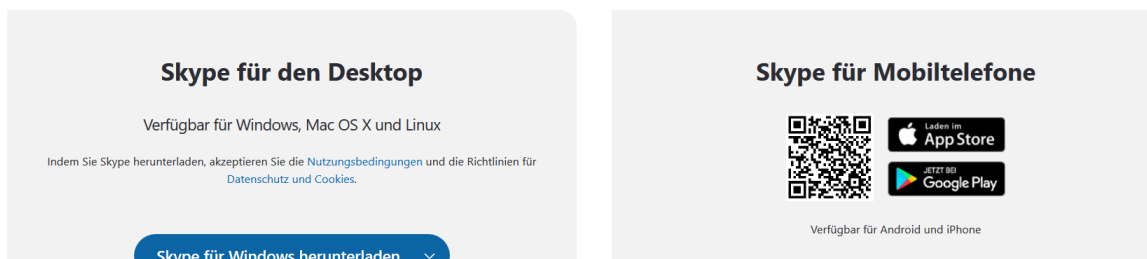 Skype für den Desktop
Verfügbar für Windows, Mac OS X und Linux
Indem Sie Skype herunterladen, akzeptieren Sie die Nutzungsbedingungen und die Richtlinien für
Datenschutz und Cookies.
Skype für Windows herunterladen
Skype für Mobiltelefone
Laden im
App Store
JETZT BEI
Google Play
Verfügbar für Android und iPhone